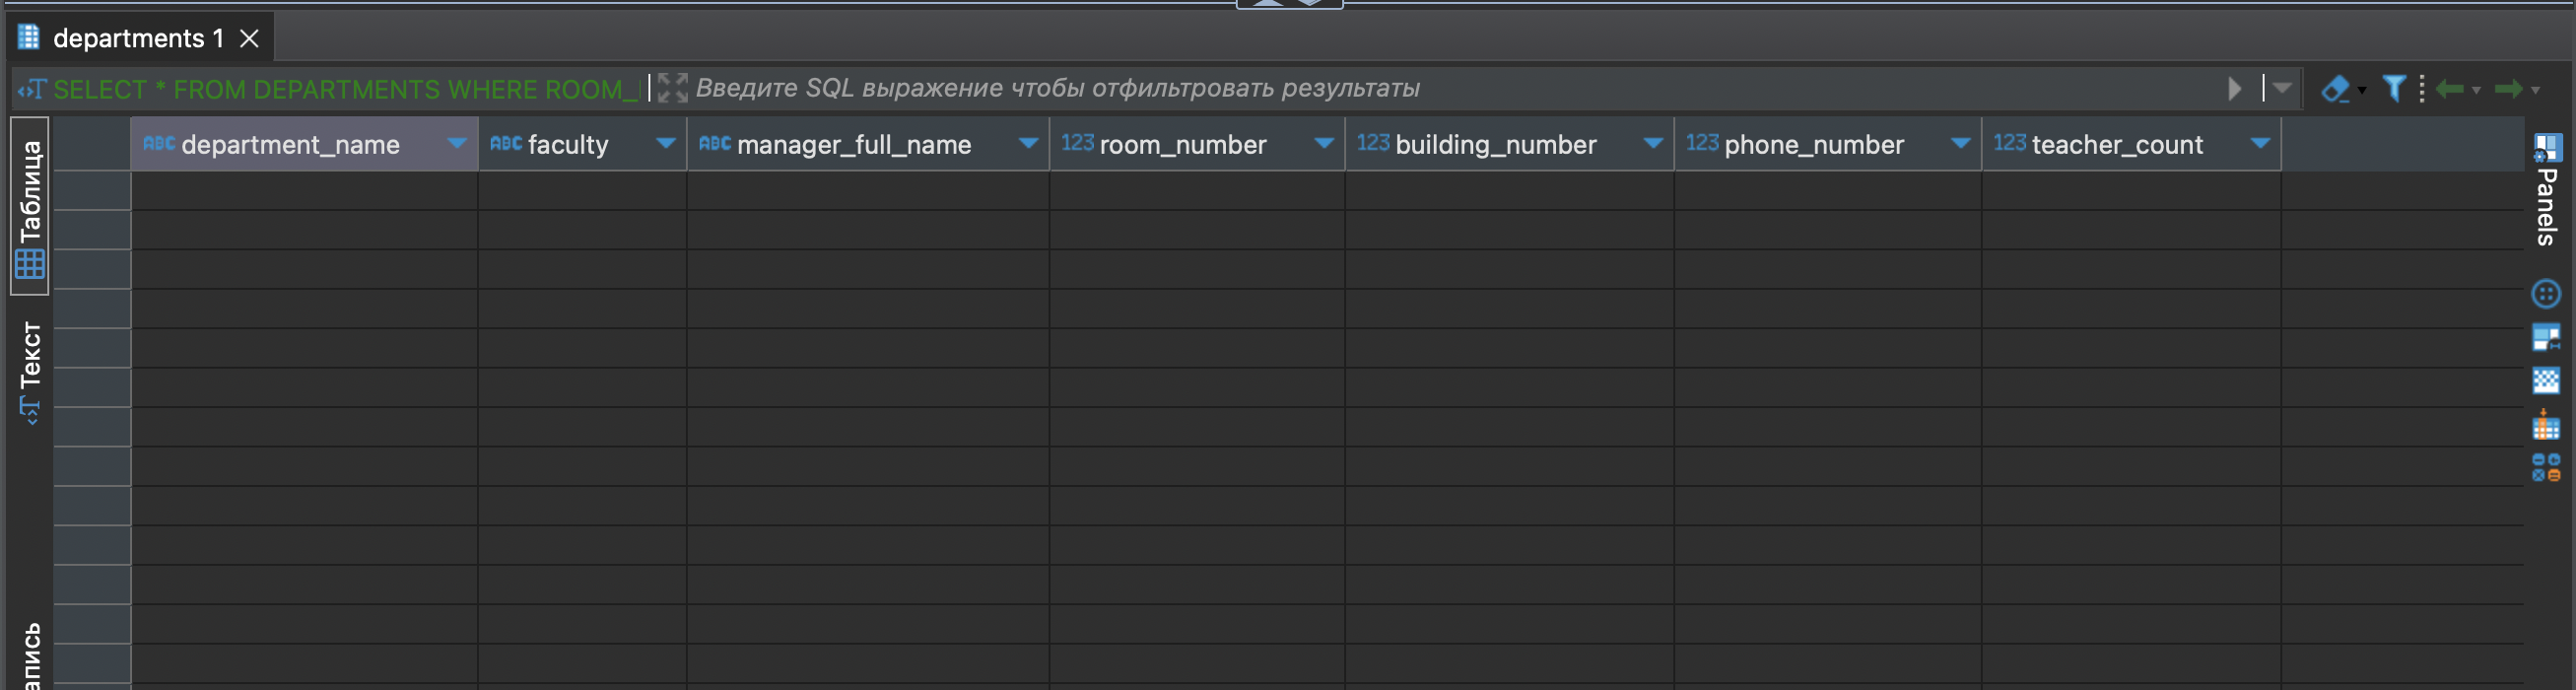 departments 1
SELECT * FROM DEPARTMENTS WHERE ROOM_
Введите SQL выражение чтобы отфильтровать результаты
ABC department_name
ABC faculty
ABC manager_full_name
123 room_number
123 building_number
123 phone_number
123 teacher_count
Таблица
Текст
апись
Panels